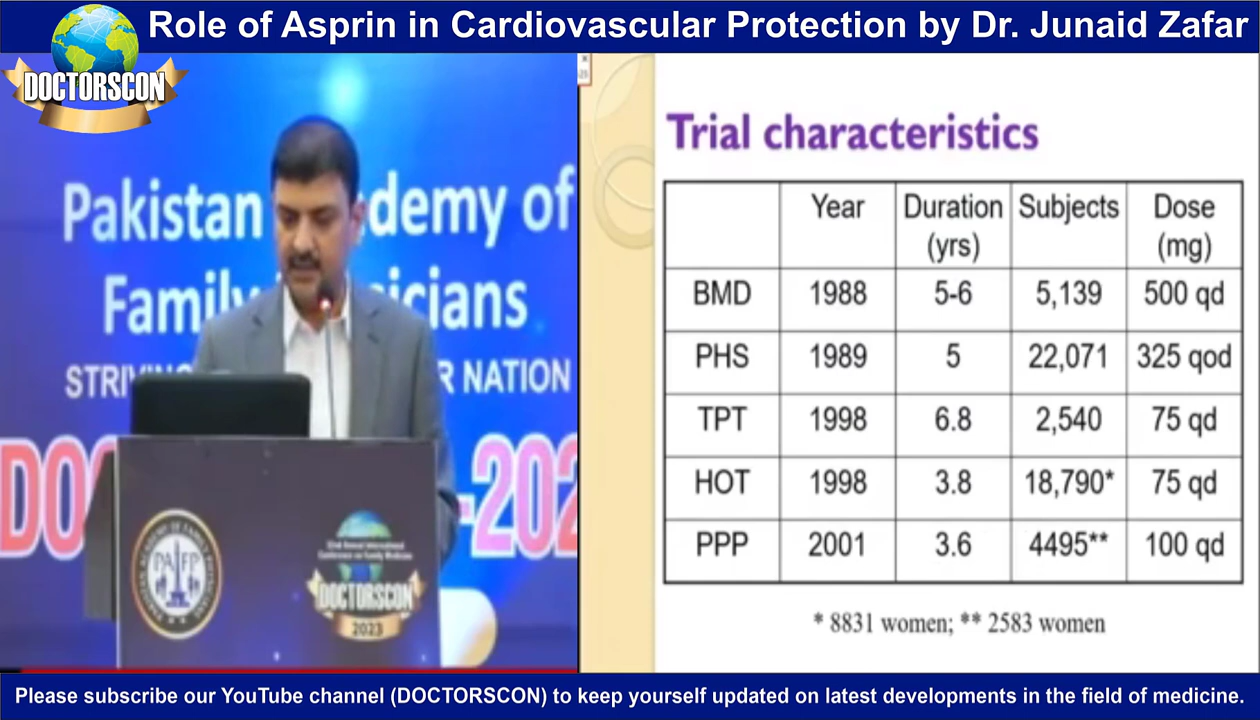 Role of Asprin in Cardiovascular Protection by Dr. Junaid Zafar
DOCTORSCON
Pakistan demy of
Family icians
NATION
Trial characteristics
Year Duration (yrs) Subjects Dose (mg)
BMD 1988 5-6 5,139 500 qd
PHS 1989 5 22,071 325 qod
TPT 1998 6.8 2,540 75 qd
HOT 1998 3.8 18,790* 75 qd
PPP 2001 3.6 4495** 100 qd
* 8831 women; ** 2583 women
PAFP
DOCTORSCON
2023
Please subscribe our YouTube channel (DOCTORSCON) to keep yourself updated on latest developments in the field of medicine.